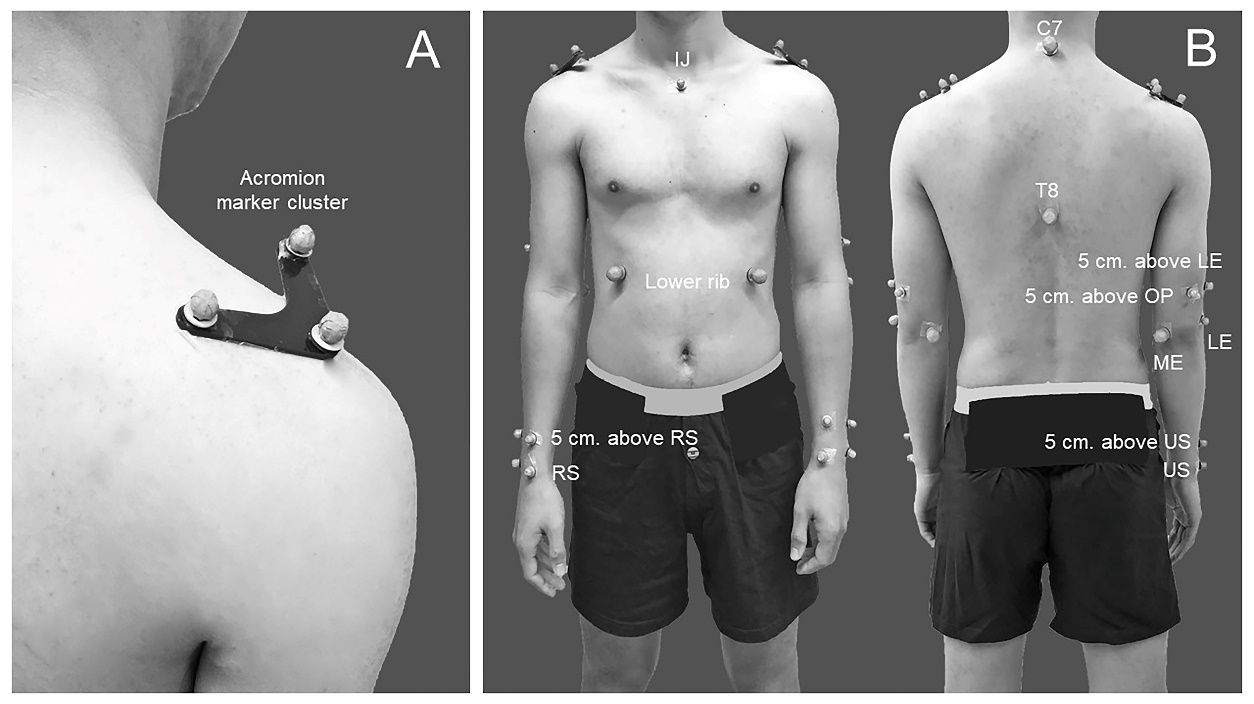 A
Acromion
marker cluster
B
IJ
Lower rib
5 cm. above RS
RS
C7
T8
5 cm. above LE
5 cm. above OP
LE
ME
5 cm. above US
US